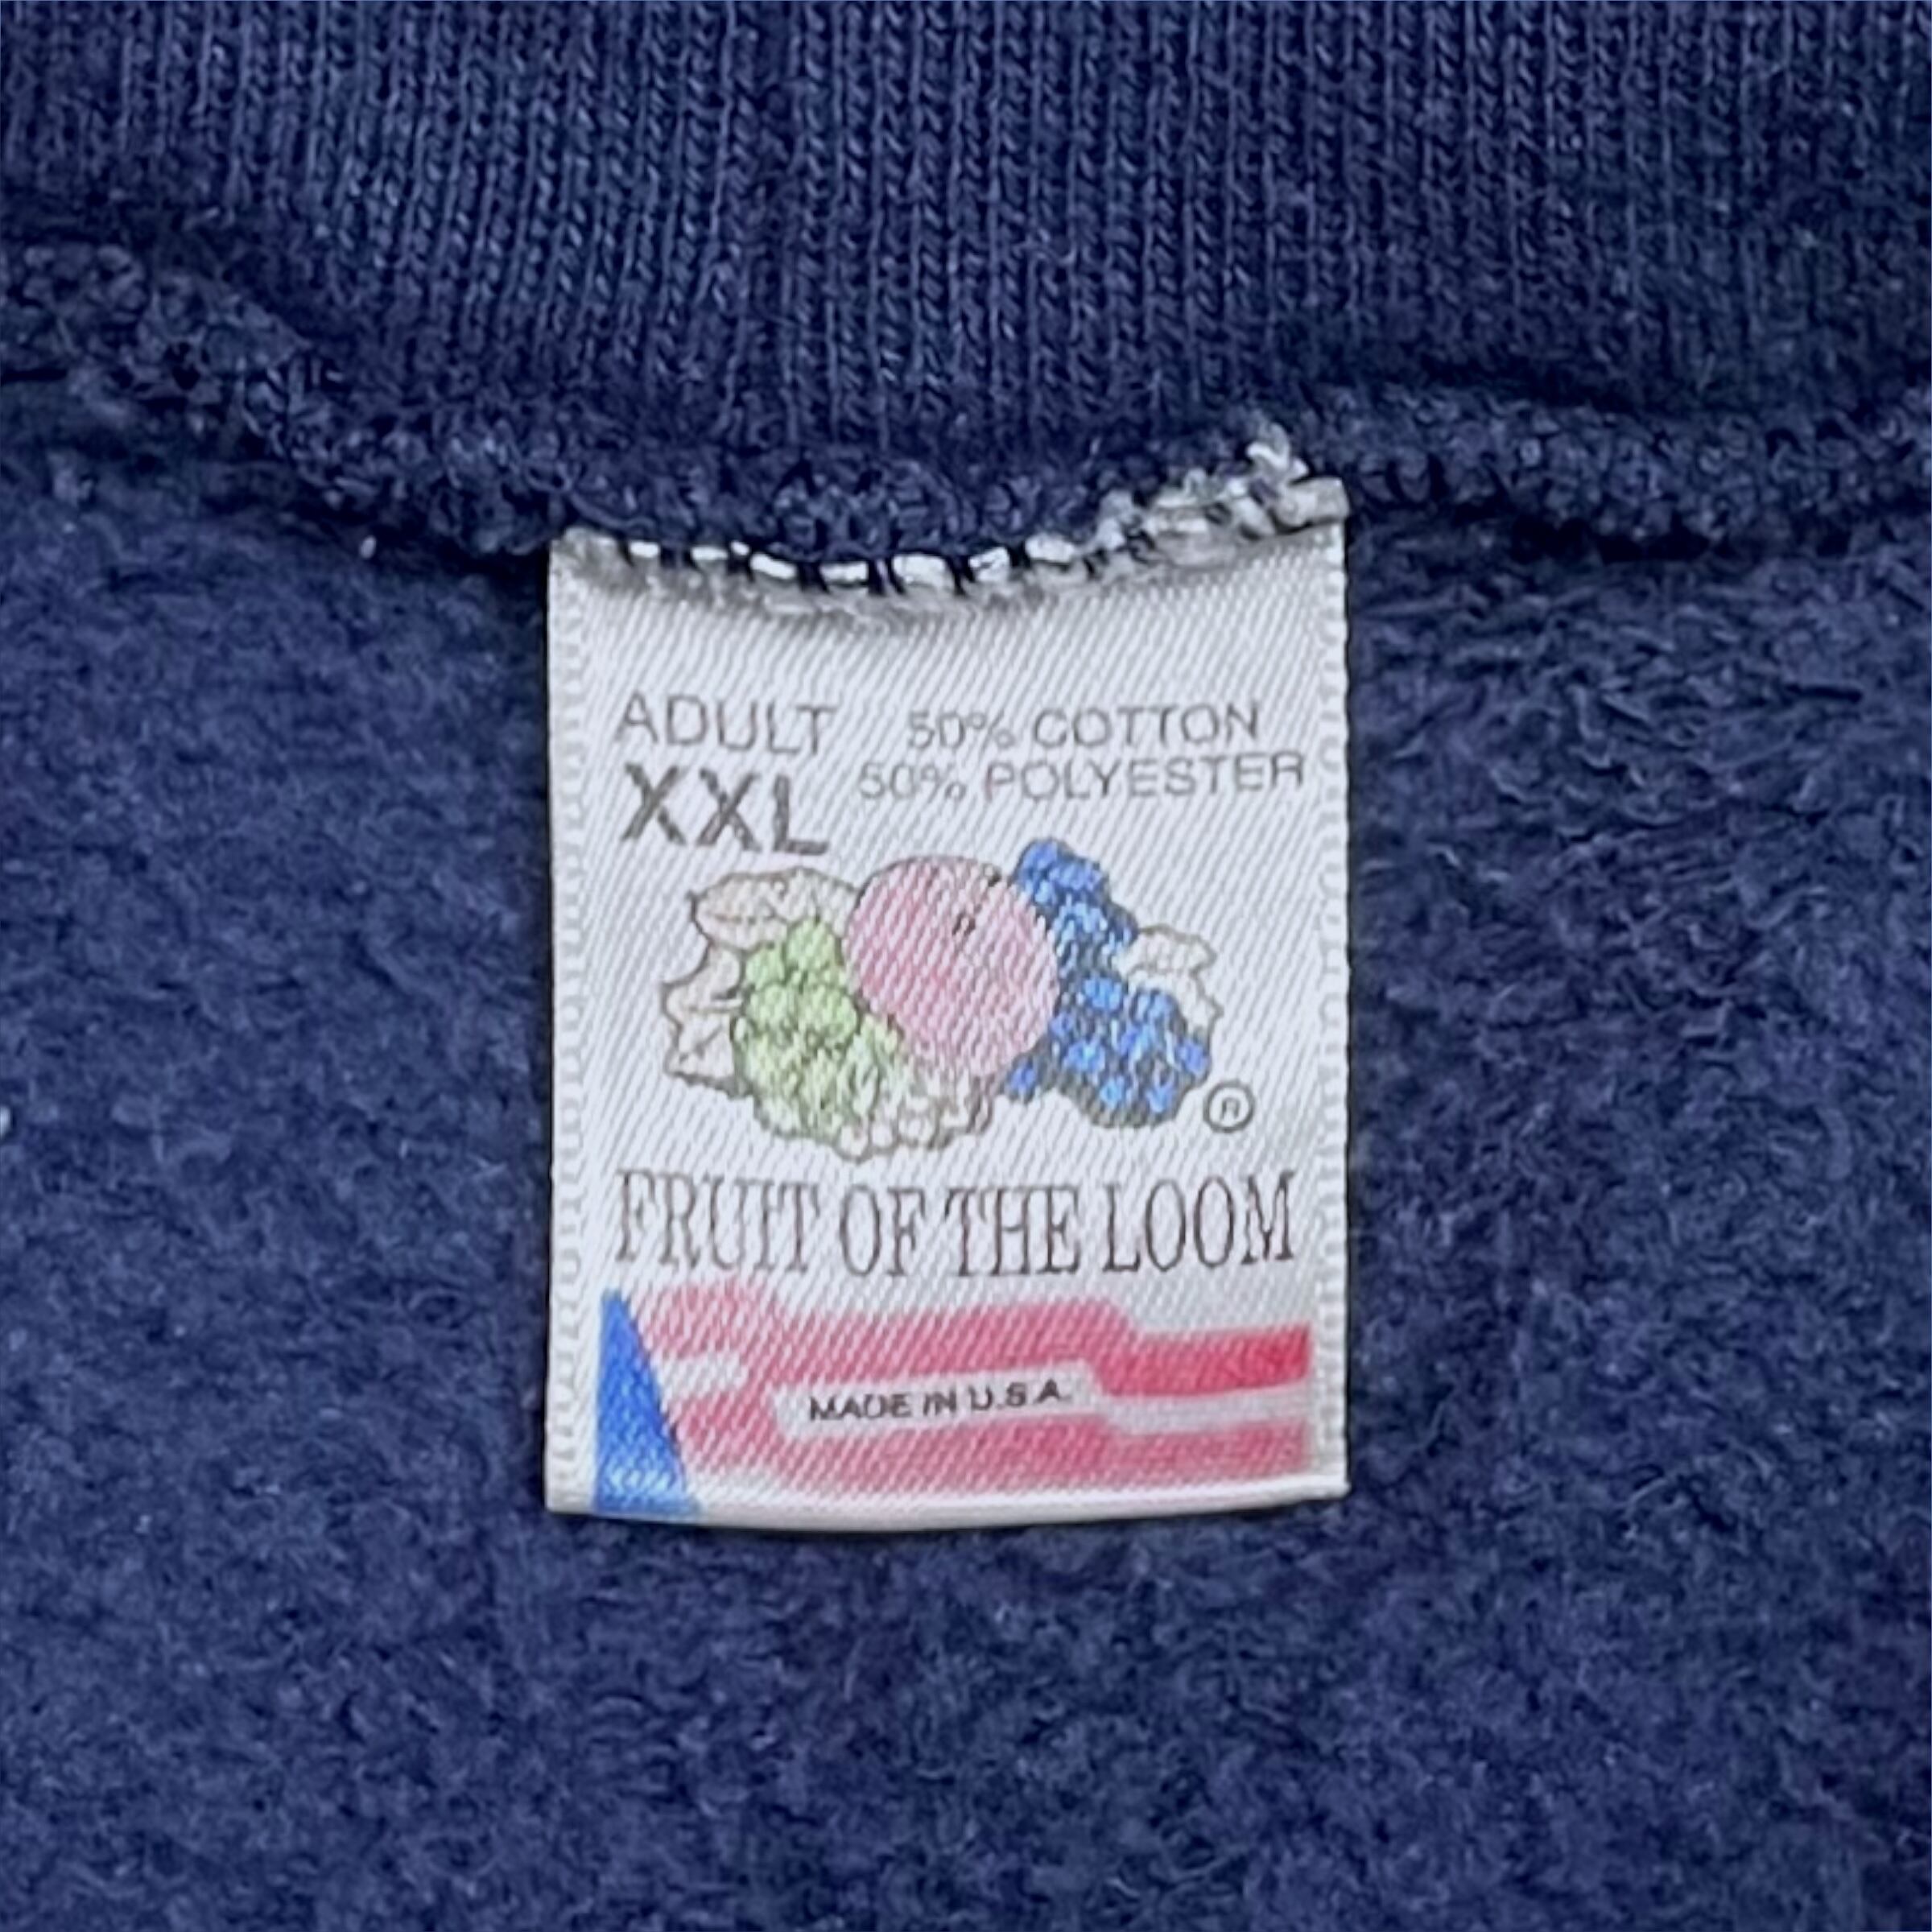 ADULT
XXL
50% COTTON
50% POLYESTER
®
FRUIT OF THE LOOM
MADE IN U.S.A.